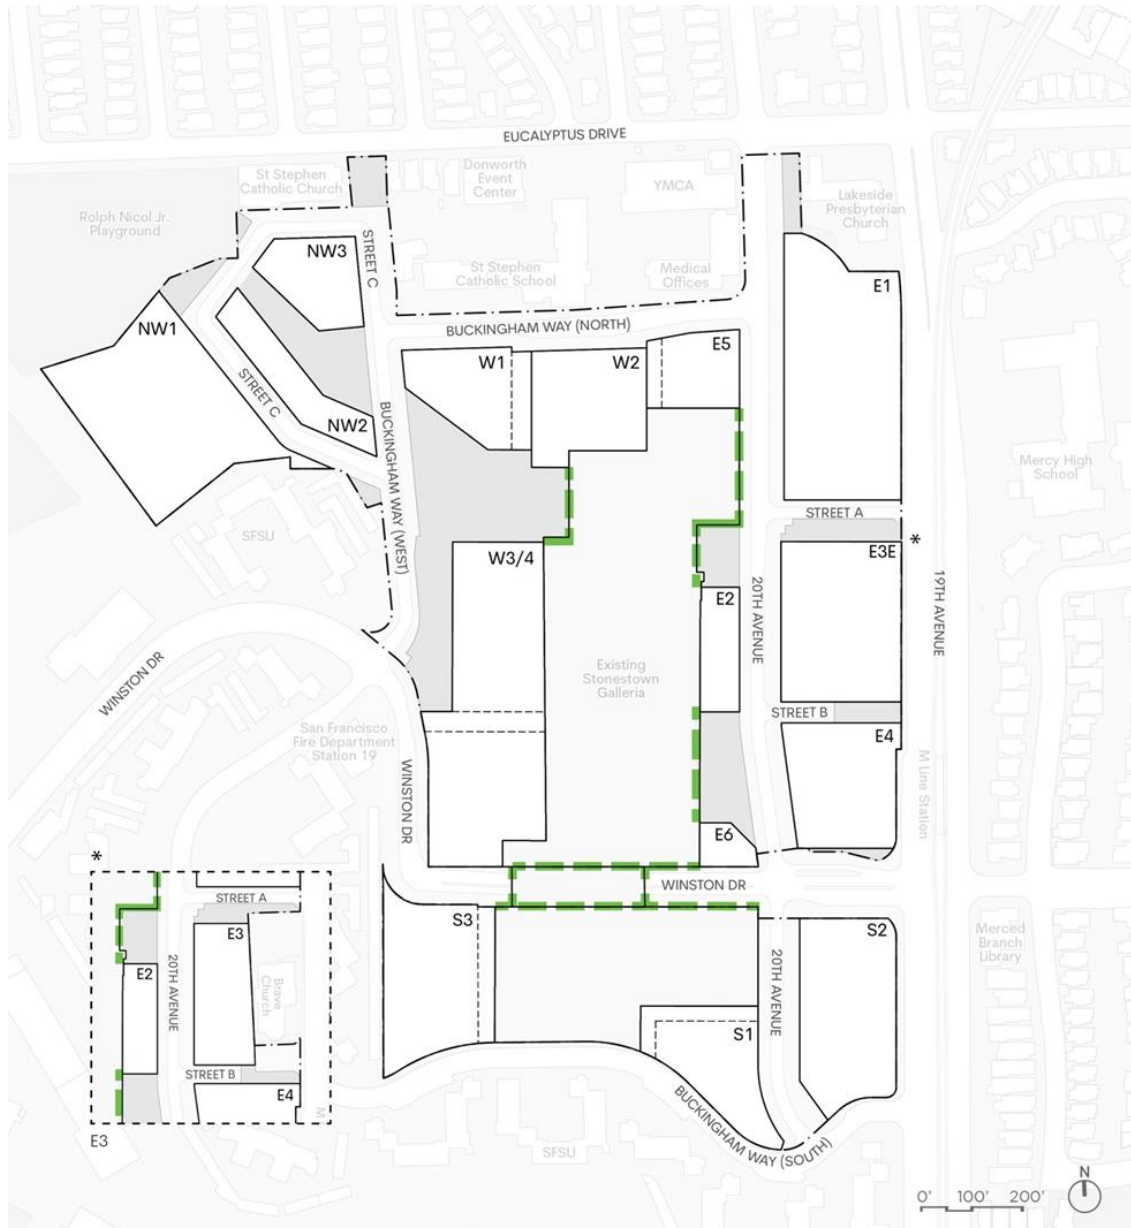 EUCALYPTUS DRIVE
St Stephen
Catholic Church
Donworth
Event
Center
YMCA
Lakeside
Presbyterian
Church
Rolph Nicol Jr.
Playground
NW3
STREET C
St Stephen
Catholic School
Medical
Offices
E1
NW1
BUCKINGHAM WAY (NORTH)
E5
W1
W2
STREET C
NW2
BUCKINGHAM WAY (WEST)
Mercy High
School
STREET A
SFSU
W3/4
E3E
*
20TH AVENUE
19TH AVENUE
E2
Existing
Stonestown
Galleria
WINSTON DR
STREET B
San Francisco
Fire Department
Station 19
E4
M Line Station
WINSTON DR
E6
*
WINSTON DR
STREET A
S3
S2
E3
Merced
Branch
Library
E2
20TH AVENUE
Brave
Church
20TH AVENUE
S1
STREET B
E4
M
BUCKINGHAM WAY (SOUTH)
E3
SFSU
N
0' 100' 200'